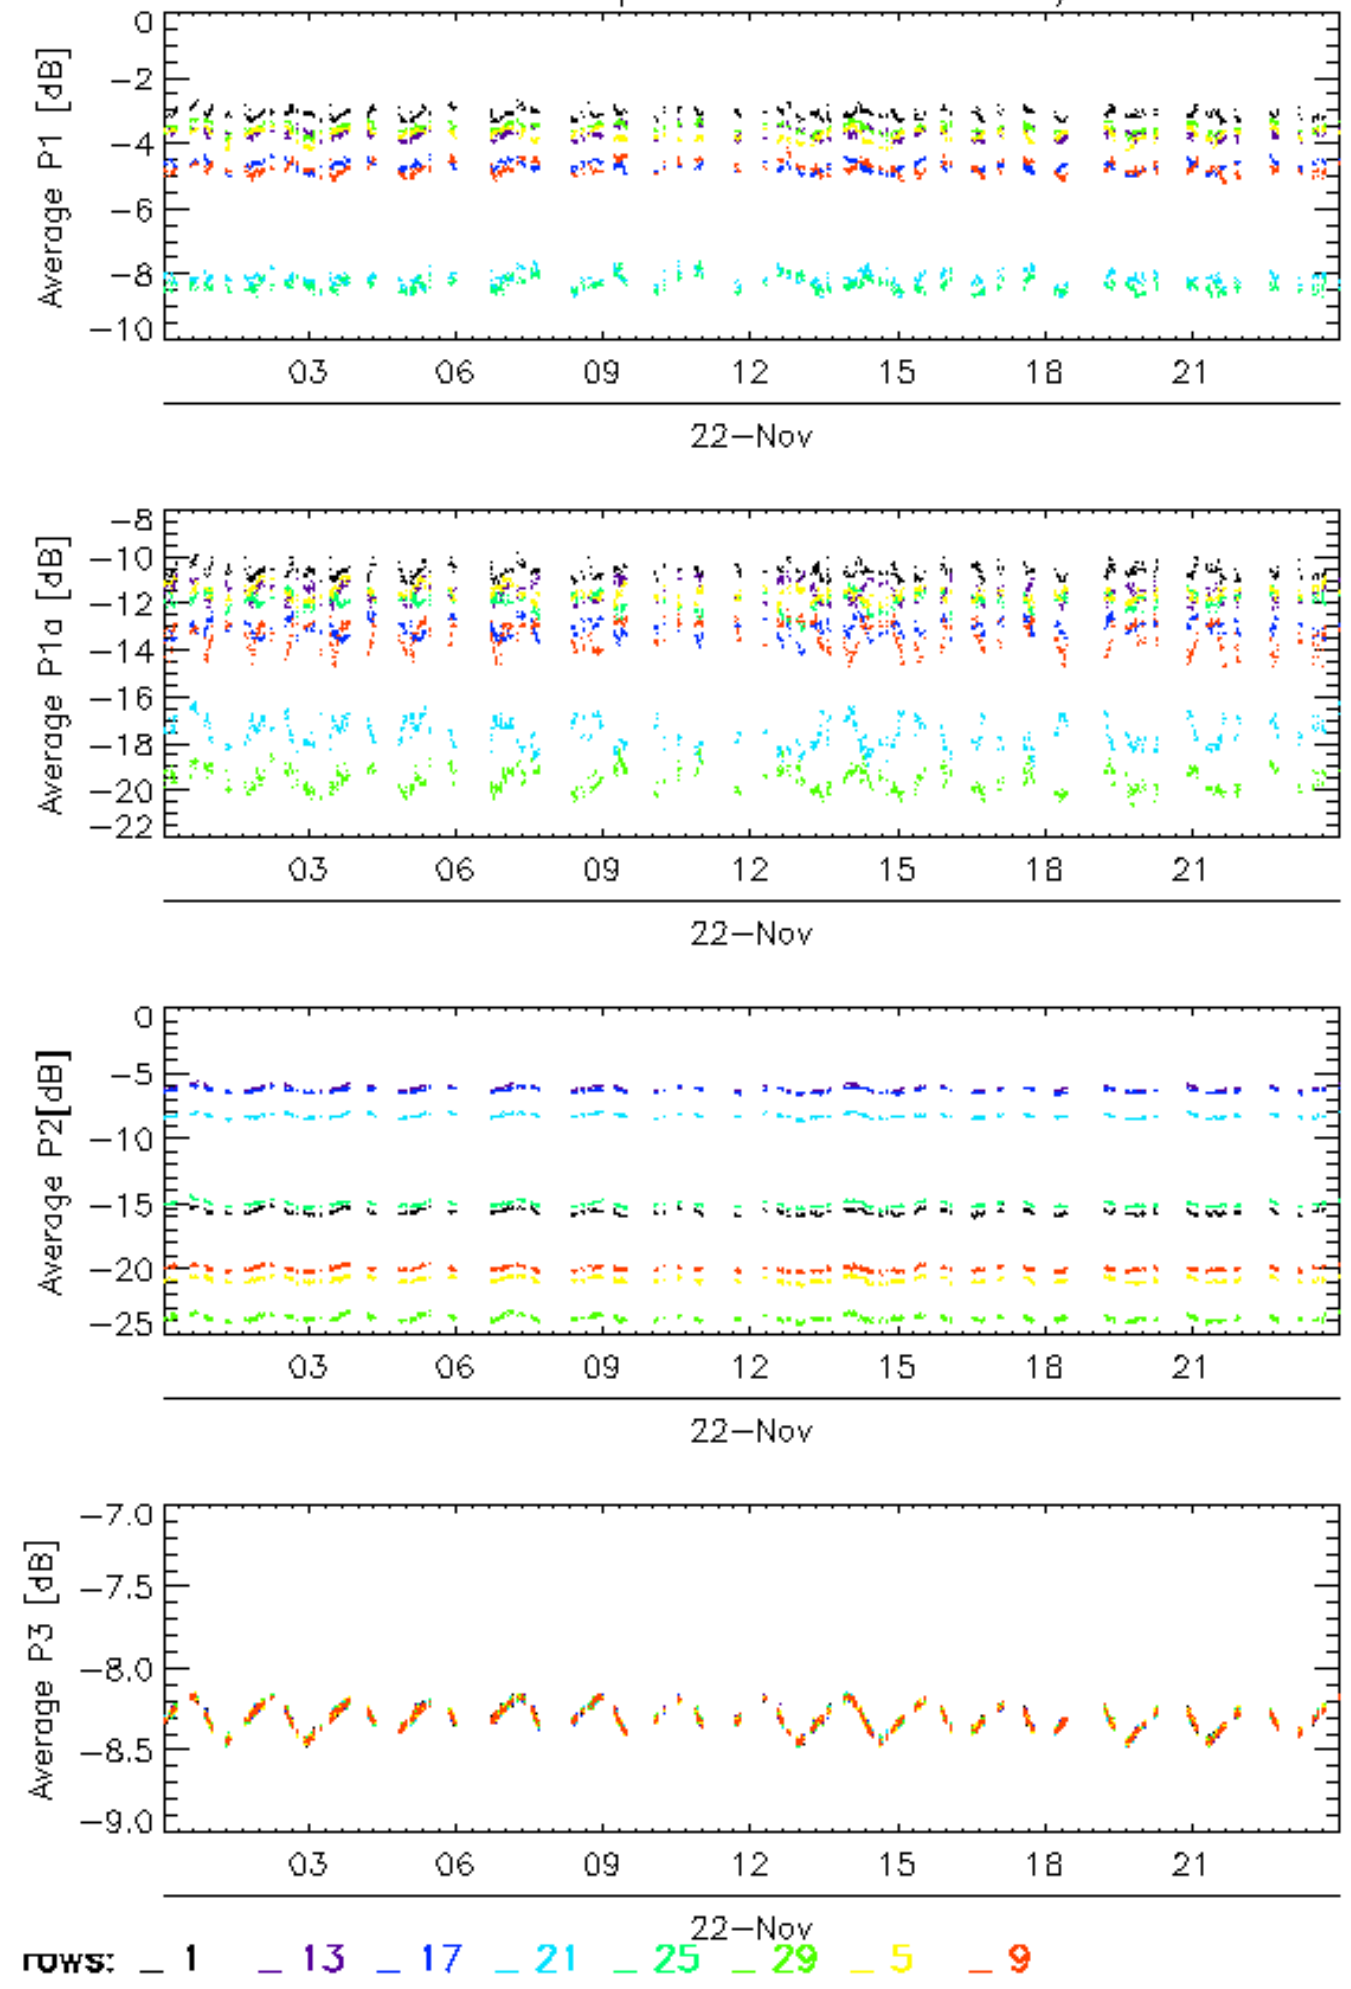 0
−2
−4
−6
−8
−10
Average P1 [dB]
03 06 09 12 15 18 21
22−Nov
−8
−10
−12
−14
−16
−18
−20
−22
Average P1a [dB]
03 06 09 12 15 18 21
22−Nov
0
−5
−10
−15
−20
−25
Average P2[dB]
03 06 09 12 15 18 21
22−Nov
−7.0
−7.5
−8.0
−8.5
−9.0
Average P3 [dB]
03 06 09 12 15 18 21
22−Nov
rows: _ 1 _ 13 _ 17 _ 21 _ 25 _ 29 _ 5 _ 9